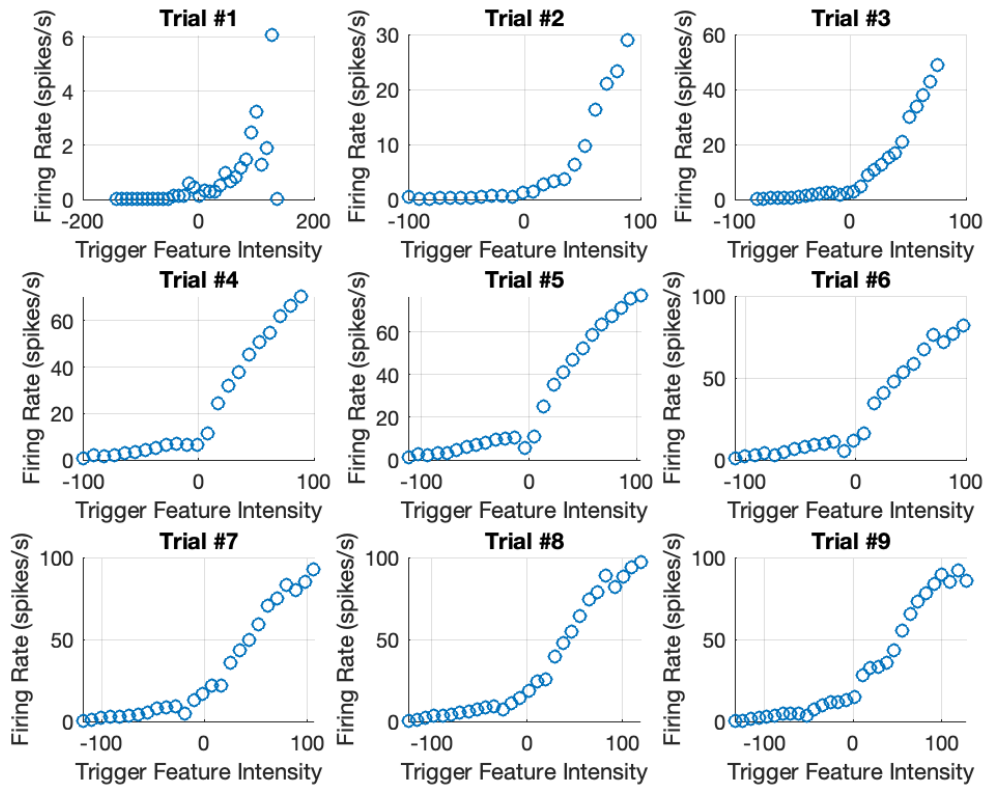 Trial #1
Firing Rate (spikes/s)
6
4
2
0
-200
0
200
Trigger Feature Intensity
Trial #2
Firing Rate (spikes/s)
30
20
10
0
-100
0
100
Trigger Feature Intensity
Trial #3
Firing Rate (spikes/s)
60
40
20
0
-100
0
100
Trigger Feature Intensity
Trial #4
Firing Rate (spikes/s)
60
40
20
0
-100
0
100
Trigger Feature Intensity
Trial #5
Firing Rate (spikes/s)
60
40
20
0
-100
0
100
Trigger Feature Intensity
Trial #6
Firing Rate (spikes/s)
100
50
0
-100
0
100
Trigger Feature Intensity
Trial #7
Firing Rate (spikes/s)
100
50
0
-100
0
100
Trigger Feature Intensity
Trial #8
Firing Rate (spikes/s)
100
50
0
-100
0
100
Trigger Feature Intensity
Trial #9
Firing Rate (spikes/s)
100
50
0
-100
0
100
Trigger Feature Intensity